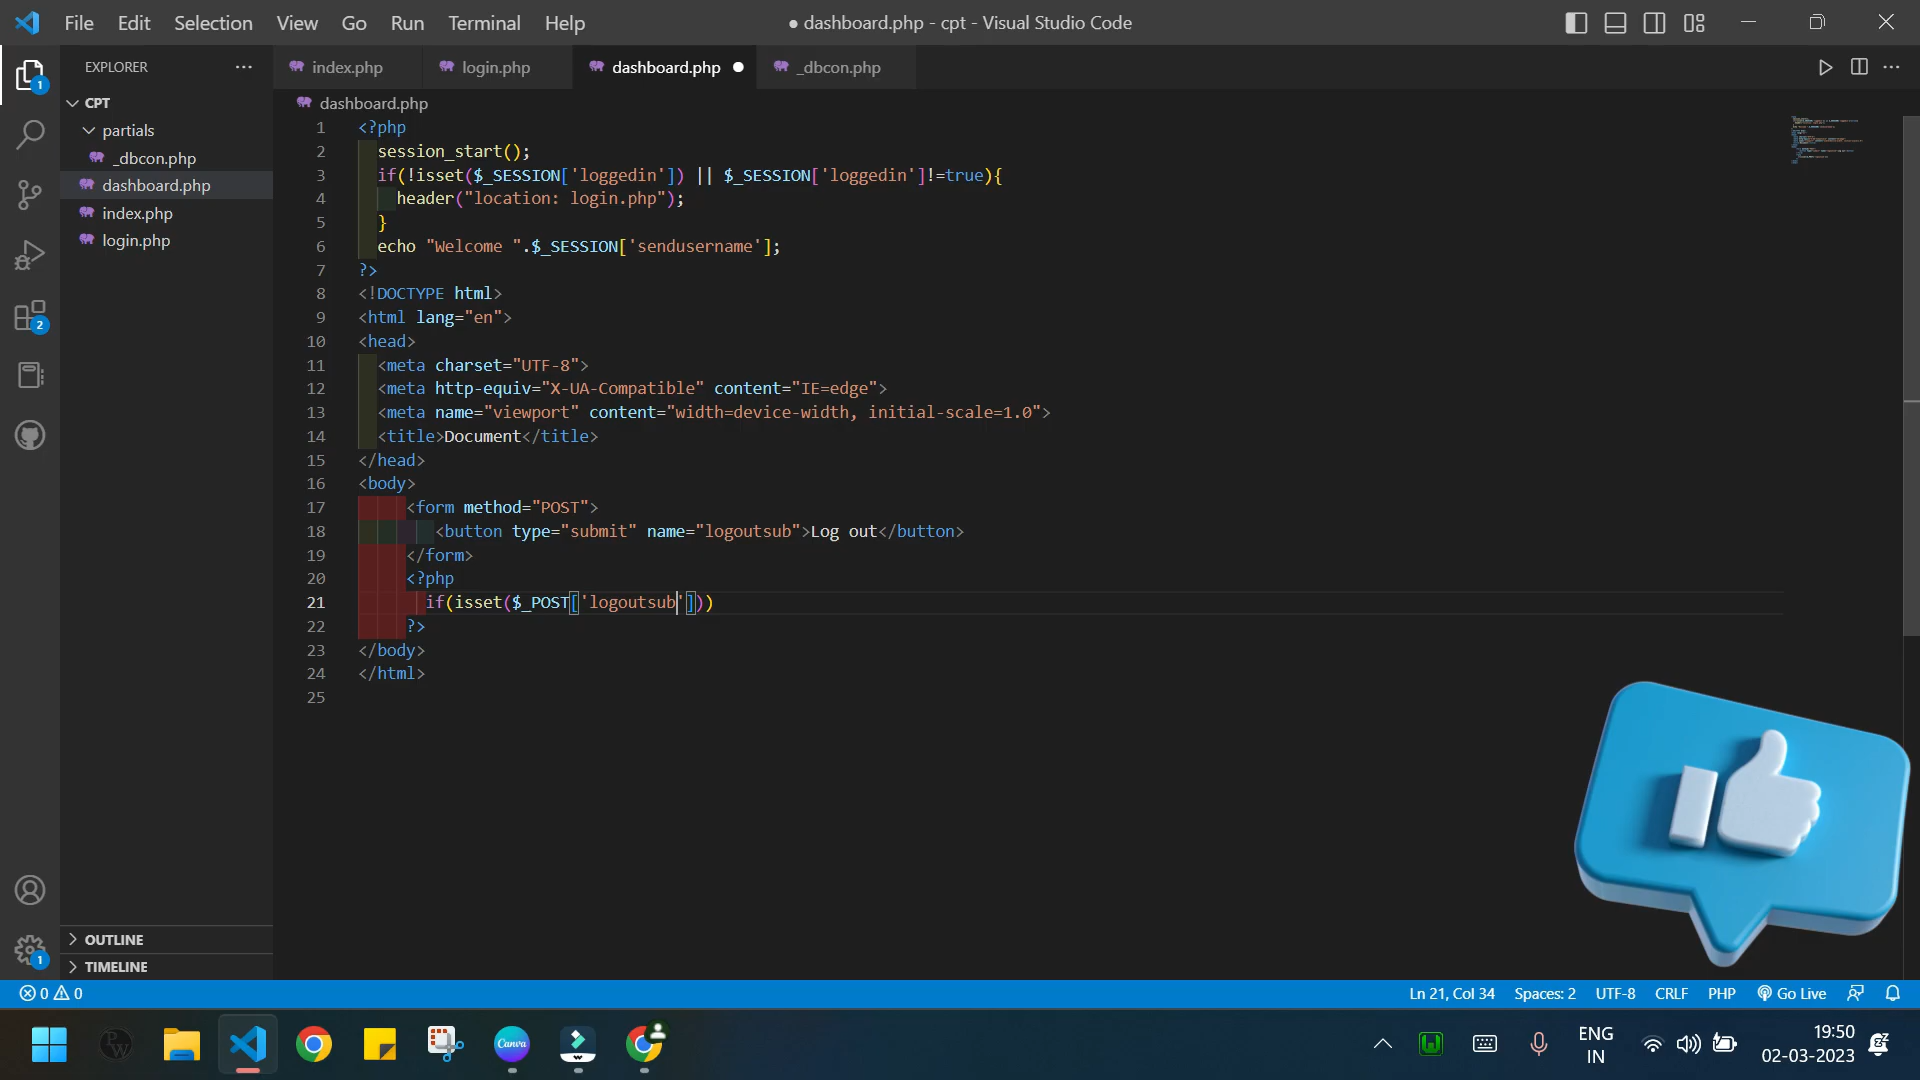 File Edit Selection View Go Run Terminal Help
● dashboard.php - cpt - Visual Studio Code
EXPLORER
CPT
partials
_dbcon.php
dashboard.php
index.php
login.php
OUTLINE
TIMELINE
index.php login.php dashboard.php _dbcon.php
dashboard.php
1 <?php
2 session_start();
3 if(!isset($_SESSION['loggedin']) || $_SESSION['loggedin']!=true){
4 header("location: login.php");
5 }
6 echo "Welcome ".$_SESSION['sendusername'];
7 ?>
8 <!DOCTYPE html>
9 <html lang="en">
10 <head>
11 <meta charset="UTF-8">
12 <meta http-equiv="X-UA-Compatible" content="IE=edge">
13 <meta name="viewport" content="width=device-width, initial-scale=1.0">
14 <title>Document</title>
15 </head>
16 <body>
17 <form method="POST">
18 <button type="submit" name="logoutsub">Log out</button>
19 </form>
20 <?php
21 if(isset($_POST['logoutsub']))
22 ?>
23 </body>
24 </html>
25
1
2
1
0 0
Ln 21, Col 34 Spaces: 2 UTF-8 CRLF PHP Go Live
Canva
ENG
IN
19:50
02-03-2023